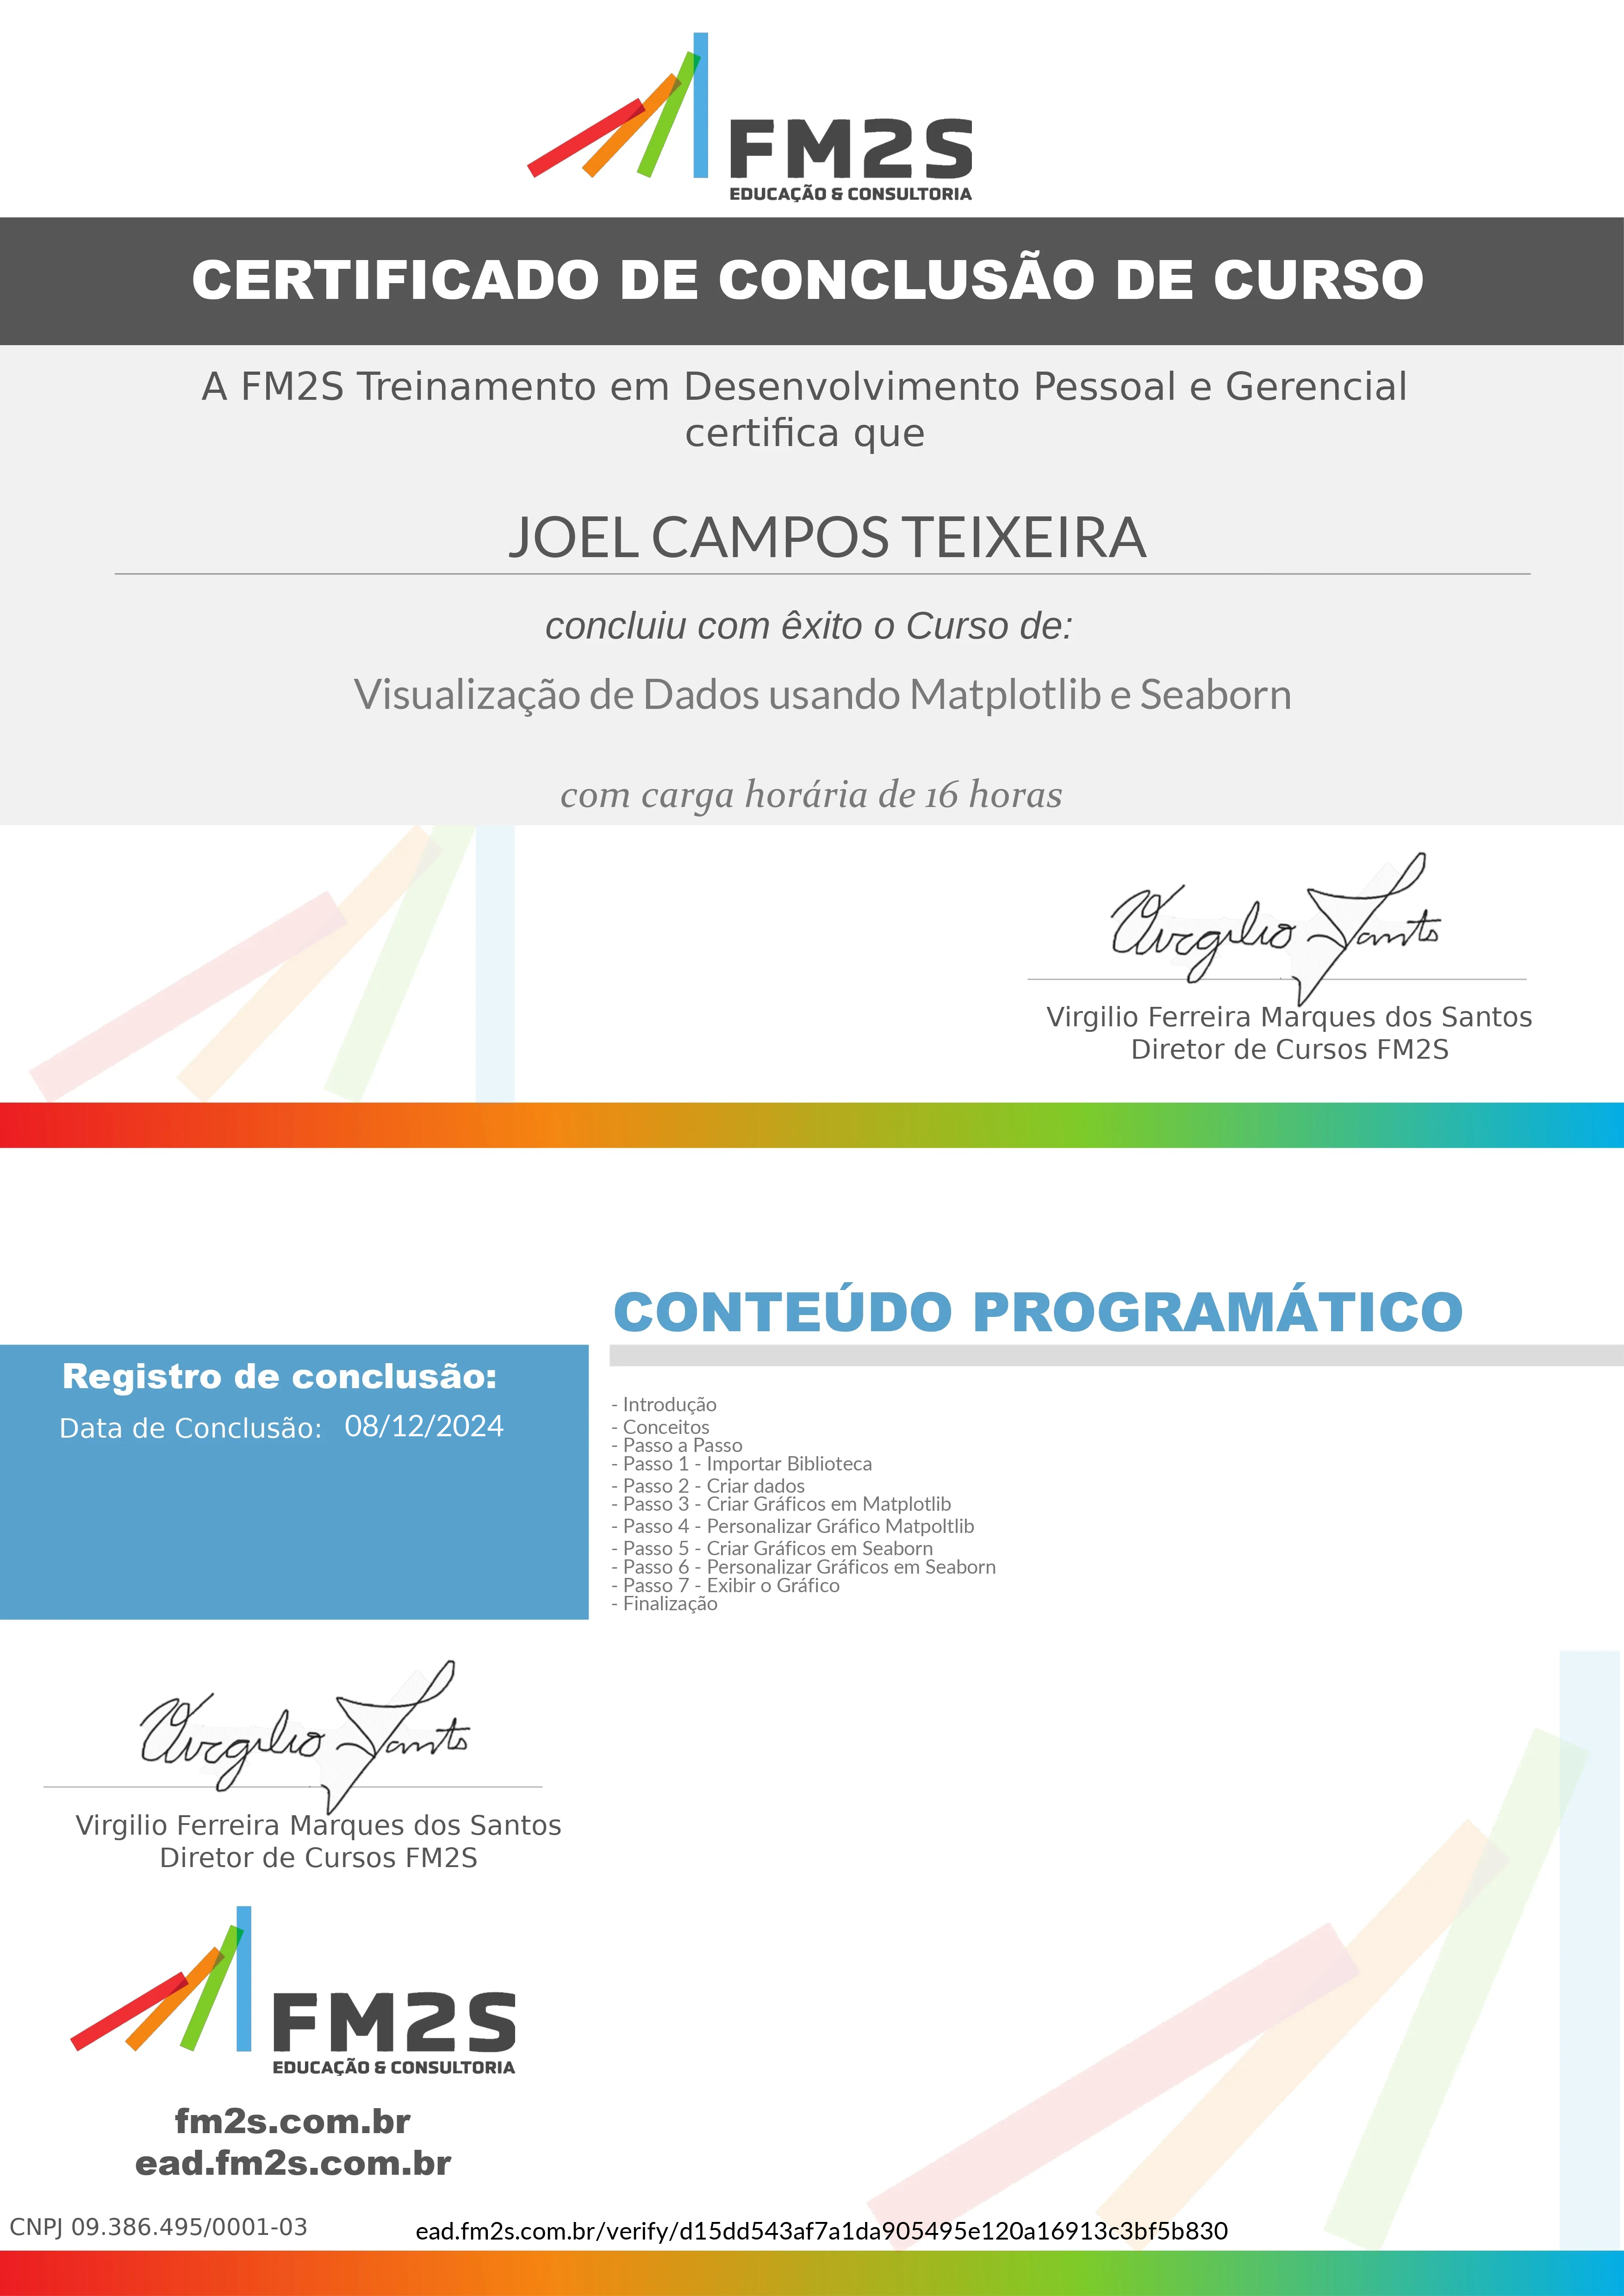 FM2S
EDUCAÇÃO & CONSULTORIA
CERTIFICADO DE CONCLUSÃO DE CURSO
A FM2S Treinamento em Desenvolvimento Pessoal e Gerencial
certifica que
JOEL CAMPOS TEIXEIRA
concluiu com êxito o Curso de:
Visualização de Dados usando Matplotlib e Seaborn
com carga horária de 16 horas
Virgilio Santo
Virgilio Ferreira Marques dos Santos
Diretor de Cursos FM2S
CONTEÚDO PROGRAMÁTICO
Registro de conclusão:
Data de Conclusão: 08/12/2024
- Introdução
- Conceitos
- Passo a Passo
- Passo 1 - Importar Biblioteca
- Passo 2 - Criar dados
- Passo 3 - Criar Gráficos em Matplotlib
- Passo 4 - Personalizar Gráfico Matpoltlib
- Passo 5 - Criar Gráficos em Seaborn
- Passo 6 - Personalizar Gráficos em Seaborn
- Passo 7 - Exibir o Gráfico
- Finalização
Virgilio Santo
Virgilio Ferreira Marques dos Santos
Diretor de Cursos FM2S
FM2S
EDUCAÇÃO & CONSULTORIA
fm2s.com.br
ead.fm2s.com.br
CNPJ 09.386.495/0001-03
ead.fm2s.com.br/verify/d15dd543af7a1da905495e120a16913c3bf5b830